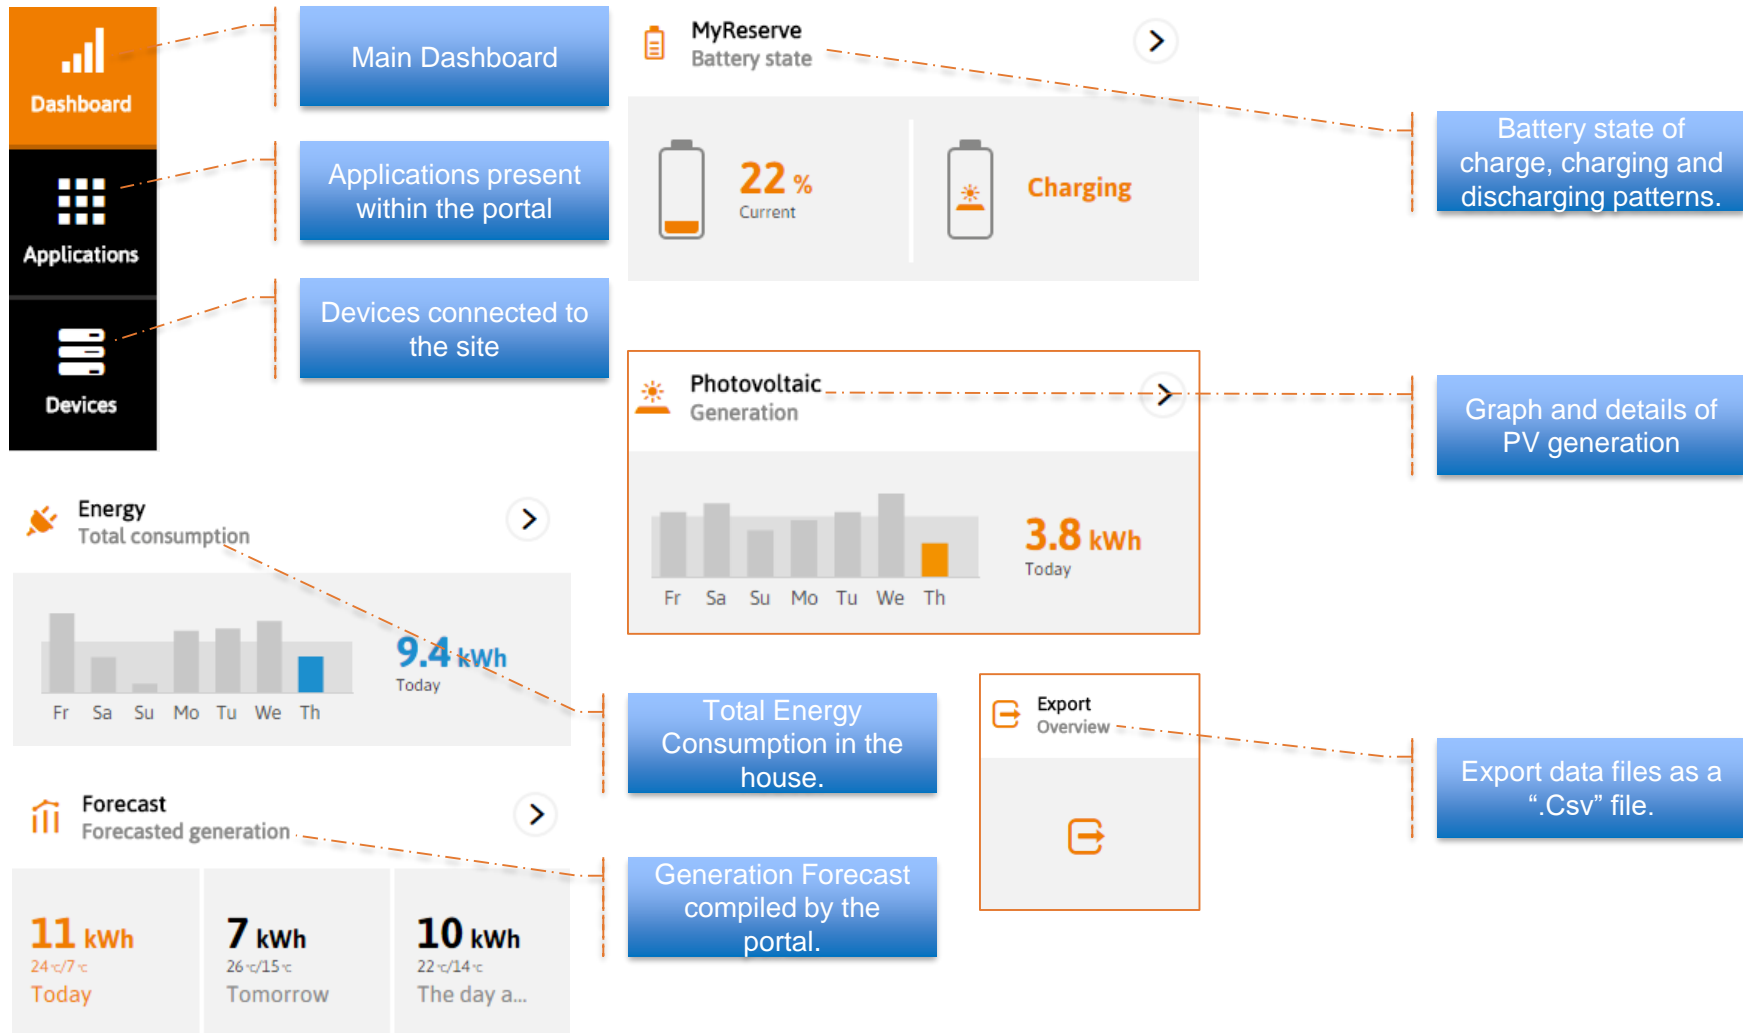 Dashboard
Main Dashboard
Applications
Applications present
within the portal
Devices
Devices connected to
the site
MyReserve
Battery state
22 %
Current
Charging
Battery state of
charge, charging and
discharging patterns.
Photovoltaic
Generation
3.8 kWh
Today
Fr Sa Su Mo Tu We Th
Graph and details of
PV generation
Energy
Total consumption
9.4 kWh
Today
Fr Sa Su Mo Tu We Th
Total Energy
Consumption in the
house.
Export
Overview
Export data files as a
“.Csv” file.
Forecast
Forecasted generation
Generation Forecast
compiled by the
portal.
11 kWh
24 °C/7 °C
Today
7 kWh
26 °C/15 °C
Tomorrow
10 kWh
22 °C/14 °C
The day a...